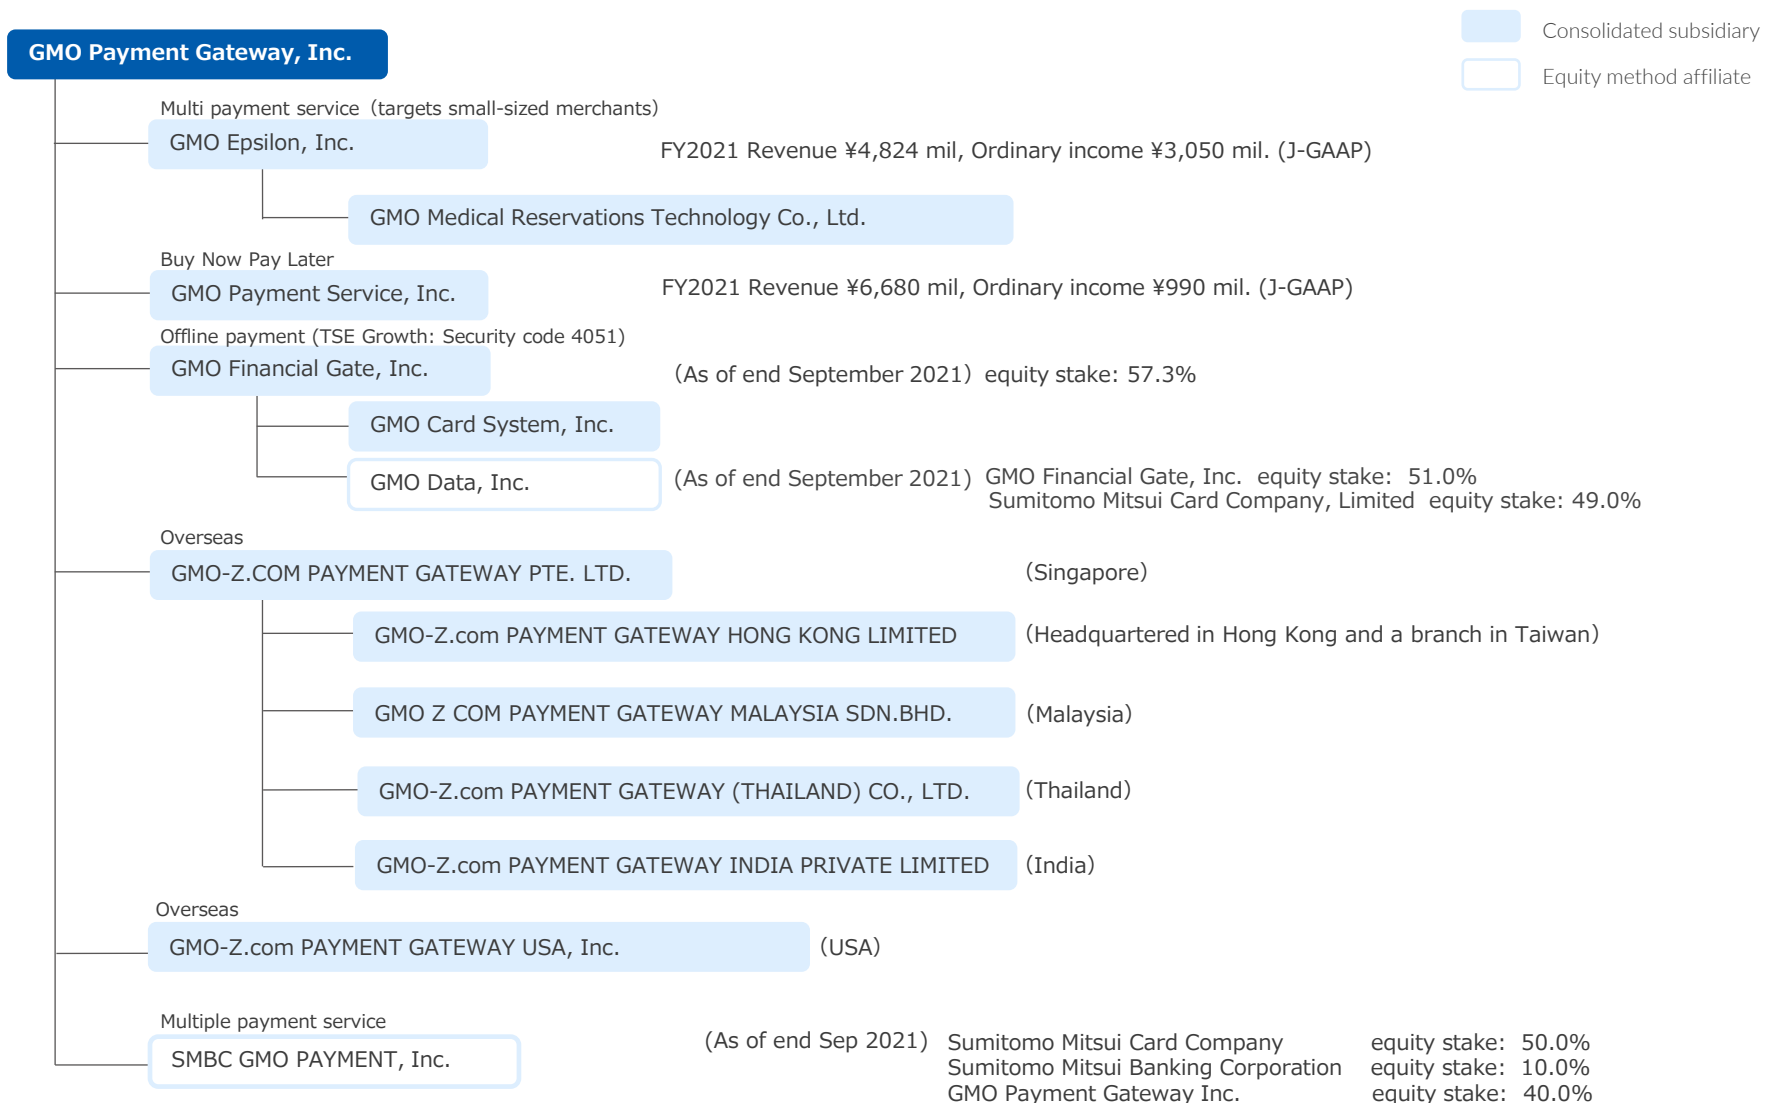 GMO Payment Gateway, Inc.
Consolidated subsidiary
Equity method affiliate
Multi payment service（targets small-sized merchants）
GMO Epsilon, Inc.
FY2021 Revenue ¥4,824 mil, Ordinary income ¥3,050 mil. (J-GAAP)
GMO Medical Reservations Technology Co., Ltd.
Buy Now Pay Later
GMO Payment Service, Inc.
FY2021 Revenue ¥6,680 mil, Ordinary income ¥990 mil. (J-GAAP)
Offline payment (TSE Growth: Security code 4051)
GMO Financial Gate, Inc.
（As of end September 2021）equity stake: 57.3%
GMO Card System, Inc.
GMO Data, Inc.
（As of end September 2021）GMO Financial Gate, Inc. equity stake: 51.0%
Sumitomo Mitsui Card Company, Limited equity stake: 49.0%
Overseas
GMO-Z.COM PAYMENT GATEWAY PTE. LTD.
（Singapore）
GMO-Z.com PAYMENT GATEWAY HONG KONG LIMITED
（Headquartered in Hong Kong and a branch in Taiwan）
GMO Z COM PAYMENT GATEWAY MALAYSIA SDN.BHD.
（Malaysia）
GMO-Z.com PAYMENT GATEWAY (THAILAND) CO., LTD.
（Thailand）
GMO-Z.com PAYMENT GATEWAY INDIA PRIVATE LIMITED
（India）
Overseas
GMO-Z.com PAYMENT GATEWAY USA, Inc.
（USA）
Multiple payment service
SMBC GMO PAYMENT, Inc.
(As of end Sep 2021) Sumitomo Mitsui Card Company equity stake: 50.0%
Sumitomo Mitsui Banking Corporation equity stake: 10.0%
GMO Payment Gateway Inc. equity stake: 40.0%